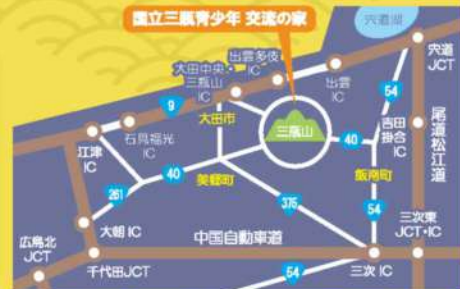 国立三瓶青少年 交流の家
宍道湖
宍道
JCT
出雲多伎
IC
大田中央
三瓶山
IC
出雲
IC
54
9
石見福光
IC
大田市
三瓶山
吉田
掛合
IC
尾道松江道
江津
IC
40
40
美郷町
飯南町
261
375
54
大朝 IC
三次東
JCT・IC
広島北
JCT
中国自動車道
千代田JCT
54
三次 IC